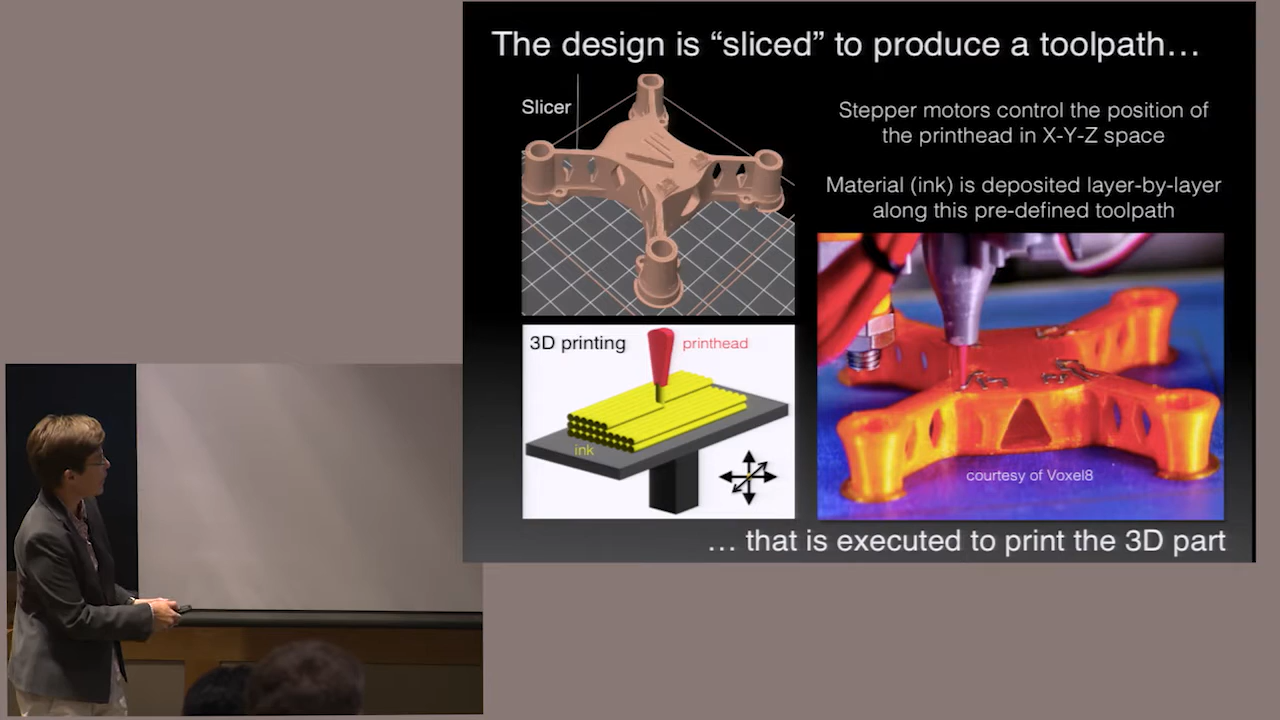 The design is “sliced” to produce a toolpath…
Slicer
Stepper motors control the position of
the printhead in X-Y-Z space
Material (ink) is deposited layer-by-layer
along this pre-defined toolpath
3D printing
printhead
ink
courtesy of Voxel8
… that is executed to print the 3D part